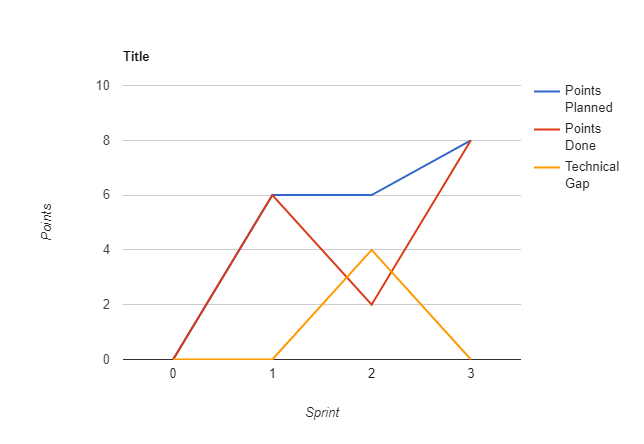 Title
10
8
6
4
2
0
Points
0 1 2 3
Sprint
Points
Planned
Points
Done
Technical
Gap